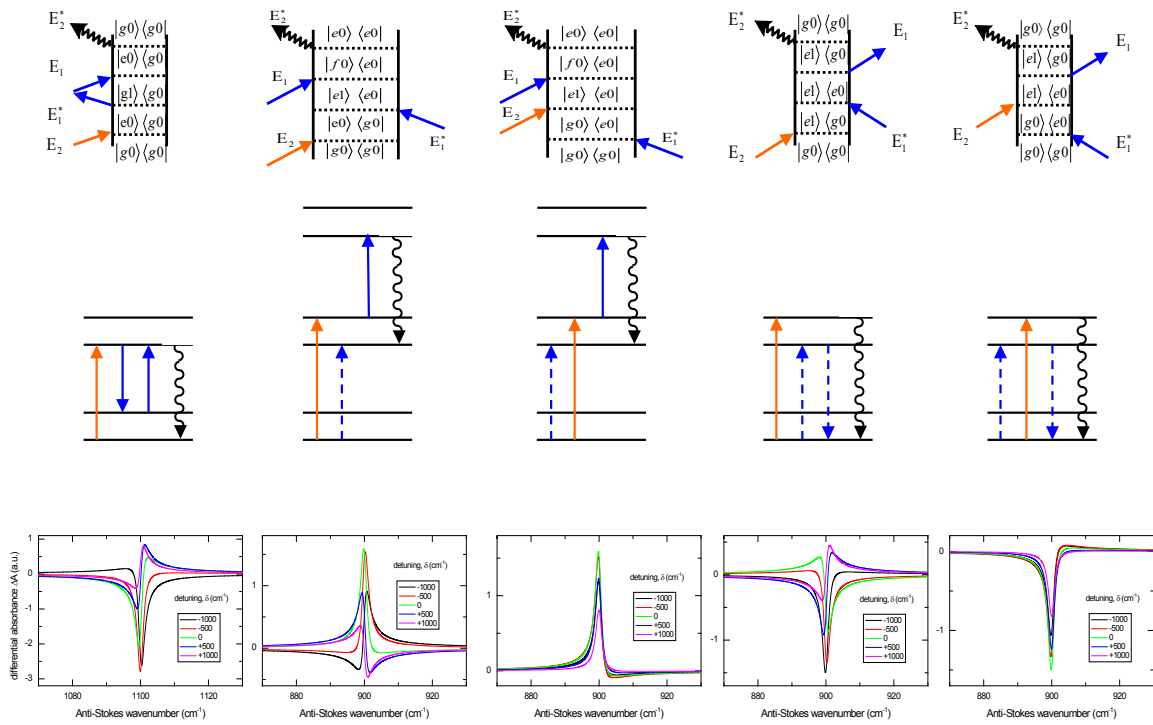 E₂* |g0⟩⟨g0|
|e0⟩⟨g0|
E₁ |g1⟩⟨g0|
E₁* |e0⟩⟨g0|
E₂ |g0⟩⟨g0|
E₂* |e0⟩⟨e0|
|f0⟩⟨e0|
E₁ |e1⟩⟨e0|
|e0⟩⟨g0| E₁*
E₂ |g0⟩⟨g0|
E₂* |e0⟩⟨e0|
|f0⟩⟨e0|
E₁ |e1⟩⟨e0|
E₂ |g0⟩⟨e0|
|g0⟩⟨g0| E₁*
E₂* |g0⟩⟨g0| E₁
|e1⟩⟨g0|
|e1⟩⟨e0|
|e1⟩⟨g0| E₁*
E₂ |g0⟩⟨g0|
E₂* |g0⟩⟨g0| E₁
|e1⟩⟨g0|
|e1⟩⟨e0|
E₂ |g0⟩⟨e0|
|g0⟩⟨g0| E₁*
differential absorbance ΔA (a.u.)
1
0
-1
-2
-3
detuning, δ (cm⁻¹)
-1000
-500
0
+500
+1000
1080 1100 1120
Anti-Stokes wavenumber (cm⁻¹)
1
0
detuning, δ (cm⁻¹)
-1000
-500
0
+500
+1000
880 900 920
Anti-Stokes wavenumber (cm⁻¹)
1
0
detuning, δ (cm⁻¹)
-1000
-500
0
+500
+1000
880 900 920
Anti-Stokes wavenumber (cm⁻¹)
0
-1
detuning, δ (cm⁻¹)
-1000
-500
0
+500
+1000
880 900 920
Anti-Stokes wavenumber (cm⁻¹)
0
-1
detuning, δ (cm⁻¹)
-1000
-500
0
+500
+1000
880 900 920
Anti-Stokes wavenumber (cm⁻¹)